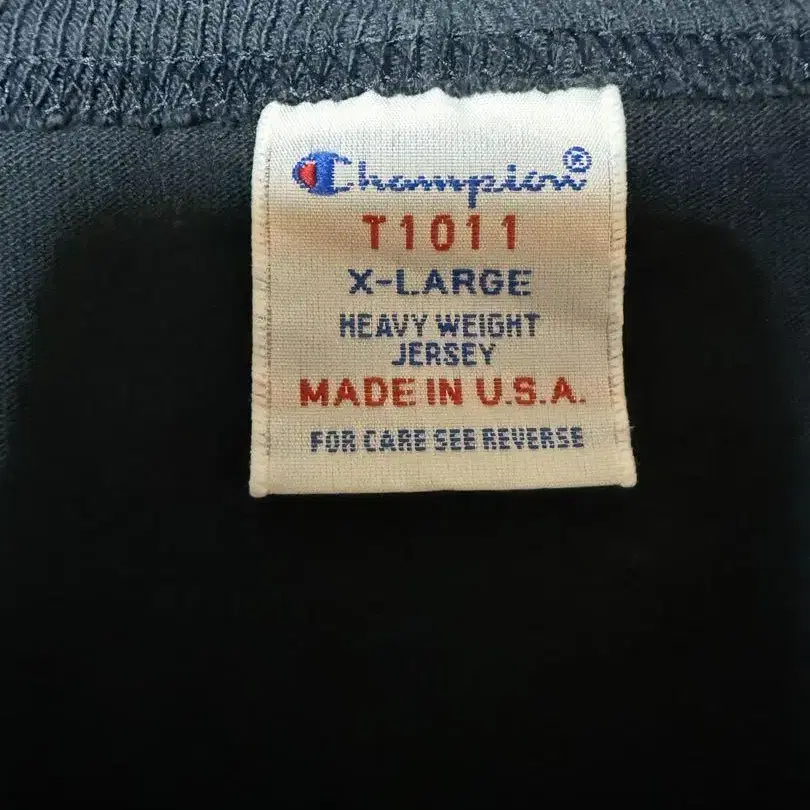 Champion®
T1011
X-LARGE
HEAVY WEIGHT
JERSEY
MADE IN U.S.A.
FOR CARE SEE REVERSE